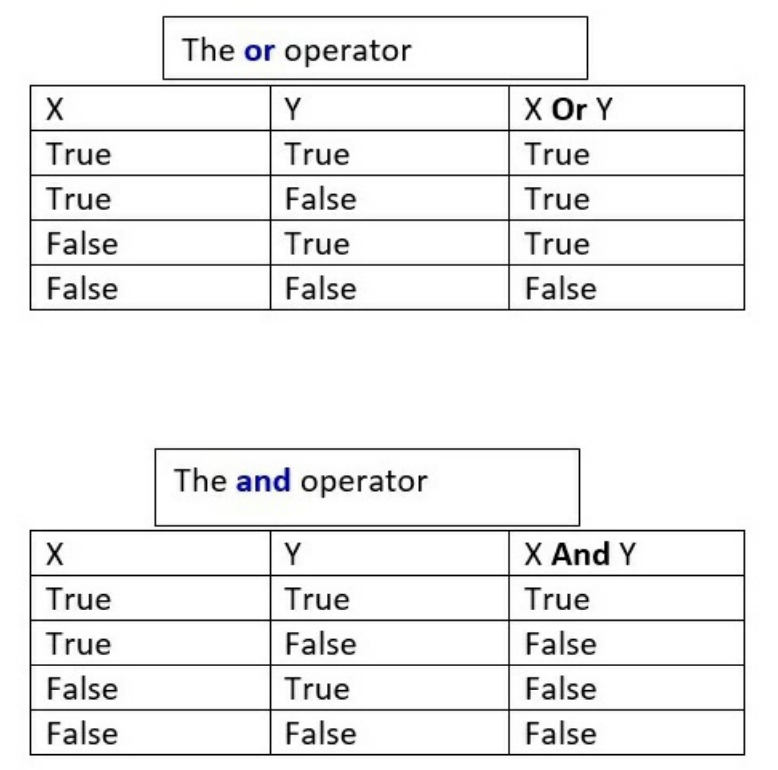 The or operator
X Y X Or Y
True True True
True False True
False True True
False False False
The and operator
X Y X And Y
True True True
True False False
False True False
False False False